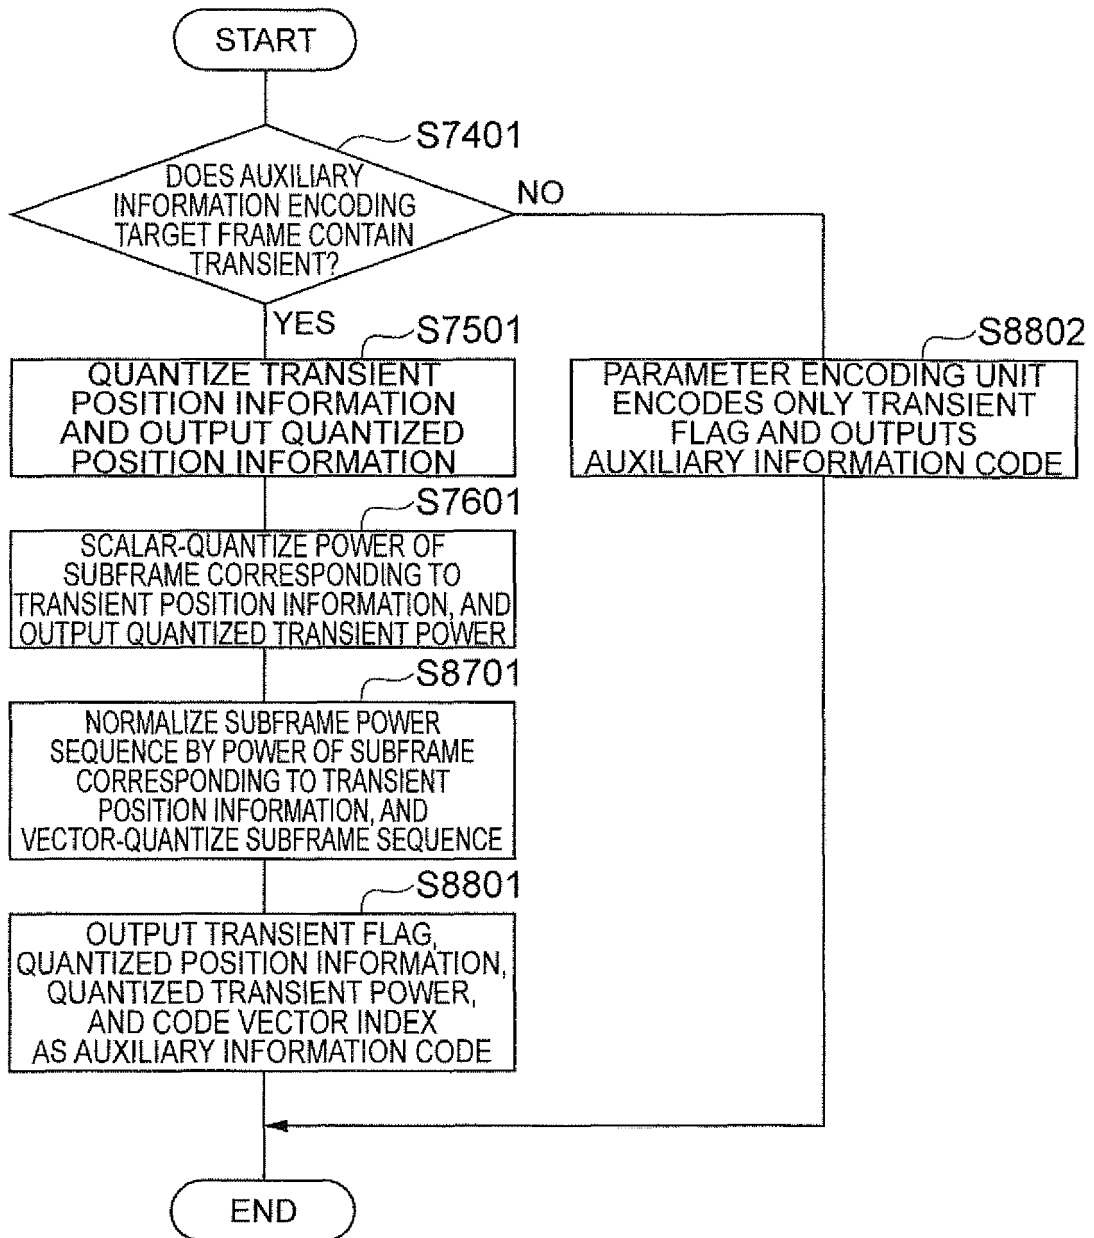 START
S7401
DOES AUXILIARY
INFORMATION ENCODING
TARGET FRAME CONTAIN
TRANSIENT?
NO
YES
S7501
QUANTIZE TRANSIENT
POSITION INFORMATION
AND OUTPUT QUANTIZED
POSITION INFORMATION
S8802
PARAMETER ENCODING UNIT
ENCODES ONLY TRANSIENT
FLAG AND OUTPUTS
AUXILIARY INFORMATION CODE
S7601
SCALAR-QUANTIZE POWER OF
SUBFRAME CORRESPONDING TO
TRANSIENT POSITION INFORMATION, AND
OUTPUT QUANTIZED TRANSIENT POWER
S8701
NORMALIZE SUBFRAME POWER
SEQUENCE BY POWER OF SUBFRAME
CORRESPONDING TO TRANSIENT
POSITION INFORMATION, AND
VECTOR-QUANTIZE SUBFRAME SEQUENCE
S8801
OUTPUT TRANSIENT FLAG,
QUANTIZED POSITION INFORMATION,
QUANTIZED TRANSIENT POWER,
AND CODE VECTOR INDEX
AS AUXILIARY INFORMATION CODE
END